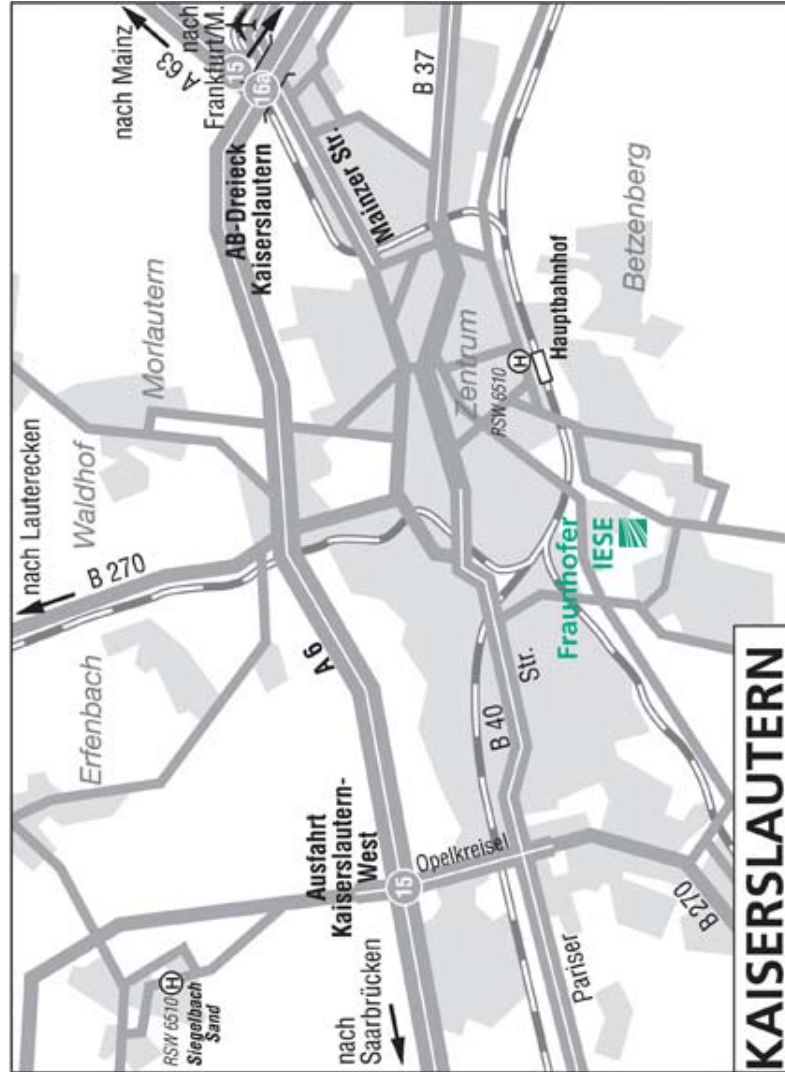 nach Lauterecken
B 270
Waldhof
Morlautern
nach Mainz
A 63
nach
Frankfurt/M.
15
16a
Erfenbach
A6
AB-Dreieck
Kaiserslautern
Mainzer Str.
B 37
RSW 6510 H
Siegelbach
Sand
Ausfahrt
Kaiserslautern-
West
15
Opelkreisel
nach
Saarbrücken
B 40
Pariser
Str.
Zentrum
RSW 6510 H
Hauptbahnhof
Betzenberg
Fraunhofer
IESE
B270
KAISERSLAUTERN